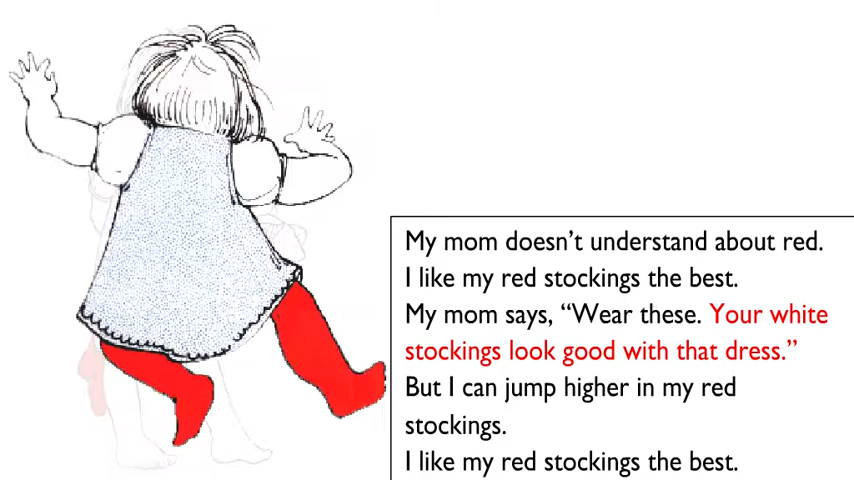 My mom doesn’t understand about red.
I like my red stockings the best.
My mom says, “Wear these. Your white
stockings look good with that dress.”
But I can jump higher in my red
stockings.
I like my red stockings the best.